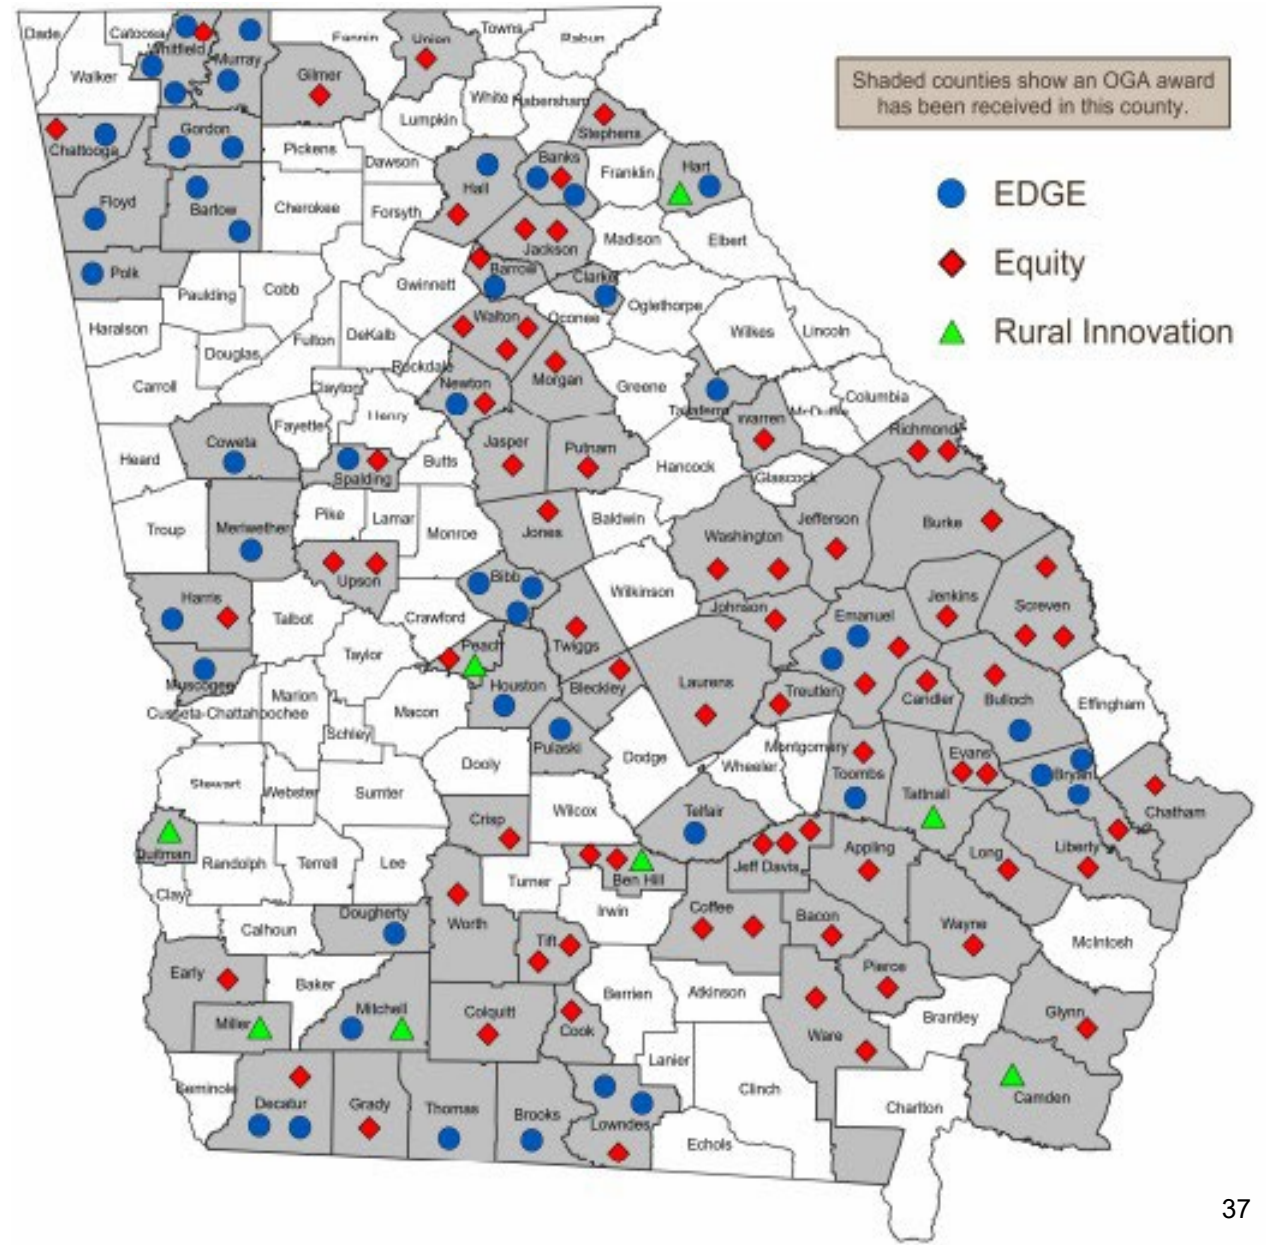 Dade
Catoosa
Whitfield
Murray
Fannin
Union
Towns
Rabun
Walker
Gilmer
White
Habersham
Lumpkin
Stephens
Shaded counties show an OGA award
has been received in this county.
Chattooga
Gordon
Pickens
Dawson
Hall
Banks
Franklin
Hart
EDGE
Floyd
Bartow
Cherokee
Forsyth
Jackson
Madison
Elbert
Equity
Polk
Paulding
Cobb
Gwinnett
Barrow
Clarke
Oglethorpe
Oconee
Wilkes
Lincoln
Rural Innovation
Haralson
Douglas
Fulton
DeKalb
Walton
Rockdale
Carroll
Clayton
Newton
Morgan
Greene
Columbia
Fayette
Henry
Warren
Richmond
Heard
Coweta
Spalding
Butts
Jasper
Putnam
Hancock
Glascock
Troup
Meriwether
Pike
Lamar
Monroe
Jones
Baldwin
Washington
Jefferson
Burke
Upson
Harris
Talbot
Crawford
Bibb
Wilkinson
Johnson
Emanuel
Jenkins
Screven
Muscogee
Taylor
Peach
Twiggs
Houston
Bleckley
Laurens
Treutlen
Candler
Bulloch
Effingham
Marion
Cusseta-Chattahoochee
Macon
Schley
Pulaski
Dodge
Montgomery
Wheeler
Toombs
Evans
Bryan
Tattnall
Chatham
Stewart
Webster
Sumter
Dooly
Wilcox
Telfair
Crisp
Quitman
Randolph
Terrell
Lee
Turner
Ben Hill
Jeff Davis
Appling
Long
Liberty
Clay
Calhoun
Dougherty
Worth
Irwin
Tift
Coffee
Bacon
Wayne
McIntosh
Early
Baker
Mitchell
Miller
Colquitt
Cook
Berrien
Atkinson
Pierce
Ware
Brantley
Glynn
Seminole
Decatur
Grady
Thomas
Brooks
Lowndes
Lanier
Clinch
Echols
Charlton
Camden
37